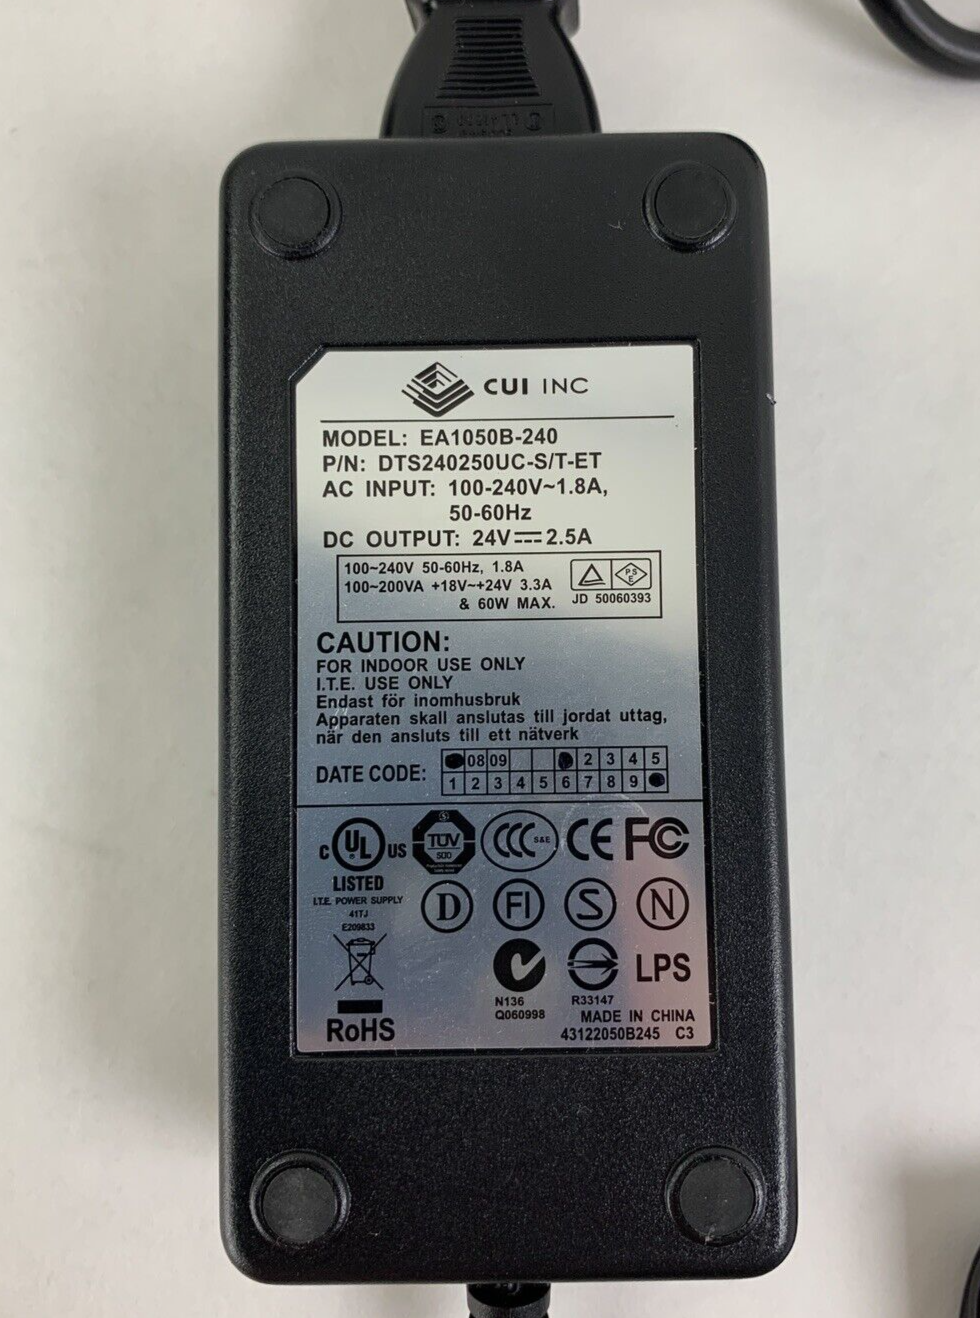 CUI INC
MODEL: EA1050B-240
P/N: DTS240250UC-S/T-ET
AC INPUT: 100-240V~1.8A,
50-60Hz
DC OUTPUT: 24V⎓2.5A
100~240V 50-60Hz, 1.8A
100~200VA +18V~+24V 3.3A
& 60W MAX.
PS
E
JD 50060393
CAUTION:
FOR INDOOR USE ONLY
I.T.E. USE ONLY
Endast för inomhusbruk
Apparaten skall anslutas till jordat uttag,
när den ansluts till ett nätverk
DATE CODE:
08 09 2 3 4 5
1 2 3 4 5 6 7 8 9
c UL US
LISTED
I.T.E. POWER SUPPLY
41TJ
E209833
TÜV
SÜD
CCC S&E
CE FC
D FI S N
N136
Q060998
R33147
LPS
RoHS
MADE IN CHINA
43122050B245 C3